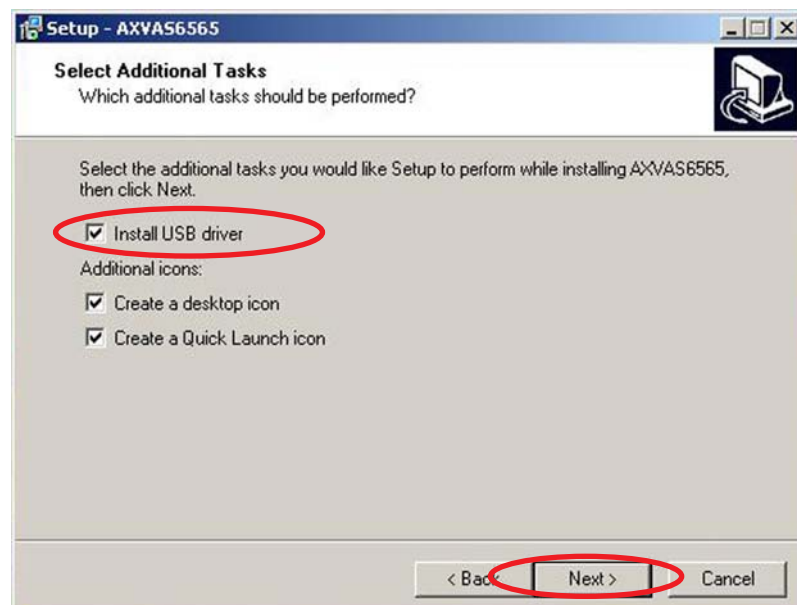 Setup - AXVAS6565
Select Additional Tasks
Which additional tasks should be performed?
Select the additional tasks you would like Setup to perform while installing AXVAS6565,
then click Next.
Install USB driver
Additional icons:
Create a desktop icon
Create a Quick Launch icon
< Back Next > Cancel